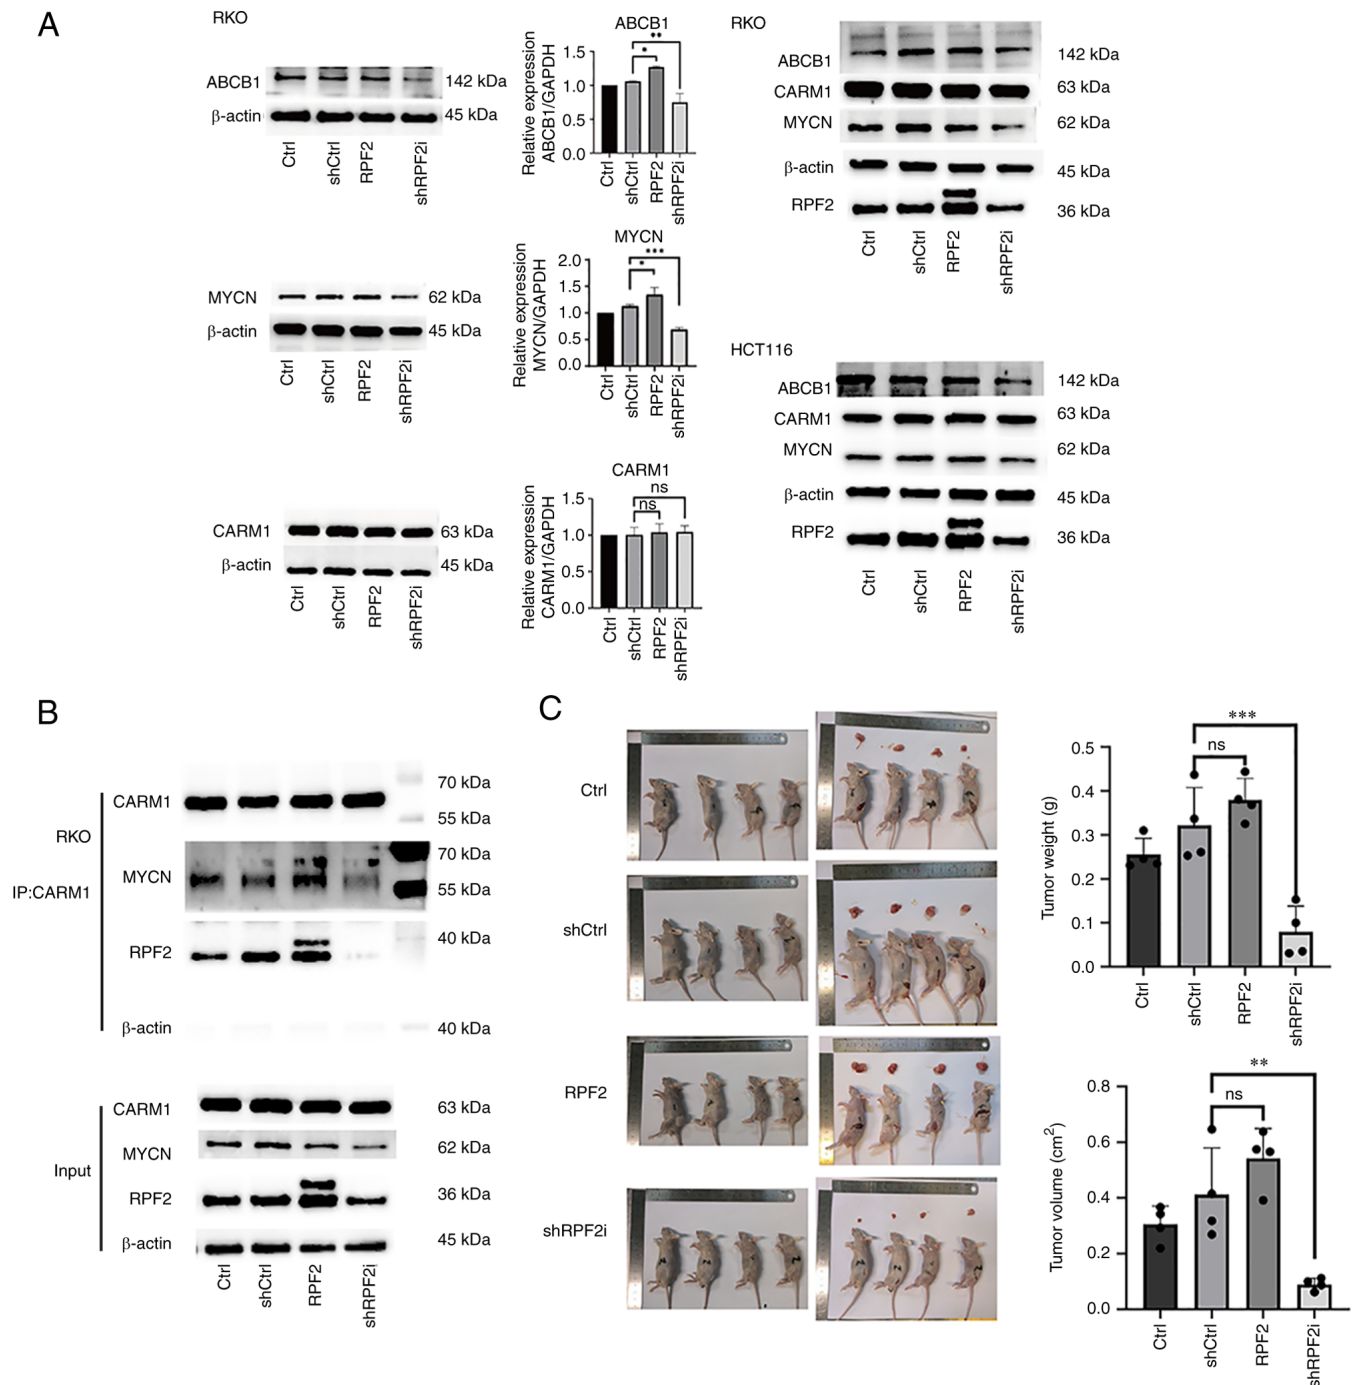 A
RKO
ABCB1
142 kDa
β-actin
45 kDa
Ctrl
shCtrl
RPF2
shRPF2i
ABCB1
Relative expression
ABCB1/GAPDH
1.5
1.0
0.5
0.0
*
**
Ctrl
shCtrl
RPF2
shRPF2i
MYCN
62 kDa
β-actin
45 kDa
Ctrl
shCtrl
RPF2
shRPF2i
MYCN
Relative expression
MYCN/GAPDH
2.0
1.5
1.0
0.5
0.0
*
***
Ctrl
shCtrl
RPF2
shRPF2i
CARM1
63 kDa
β-actin
45 kDa
Ctrl
shCtrl
RPF2
shRPF2i
CARM1
Relative expression
CARM1/GAPDH
1.5
1.0
0.5
0.0
ns
ns
Ctrl
shCtrl
RPF2
shRPF2i
RKO
ABCB1
142 kDa
CARM1
63 kDa
MYCN
62 kDa
β-actin
45 kDa
RPF2
36 kDa
Ctrl
shCtrl
RPF2
shRPF2i
HCT116
ABCB1
142 kDa
CARM1
63 kDa
MYCN
62 kDa
β-actin
45 kDa
RPF2
36 kDa
Ctrl
shCtrl
RPF2
shRPF2i
B
RKO
IP:CARM1
CARM1
70 kDa
55 kDa
MYCN
70 kDa
55 kDa
RPF2
40 kDa
β-actin
40 kDa
Input
CARM1
63 kDa
MYCN
62 kDa
RPF2
36 kDa
β-actin
45 kDa
Ctrl
shCtrl
RPF2
shRPF2i
C
Ctrl
shCtrl
RPF2
shRPF2i
Tumor weight (g)
0.5
0.4
0.3
0.2
0.1
0.0
ns
***
Ctrl
shCtrl
RPF2
shRPF2i
Tumor volume (cm²)
0.8
0.6
0.4
0.2
0.0
ns
**
Ctrl
shCtrl
RPF2
shRPF2i